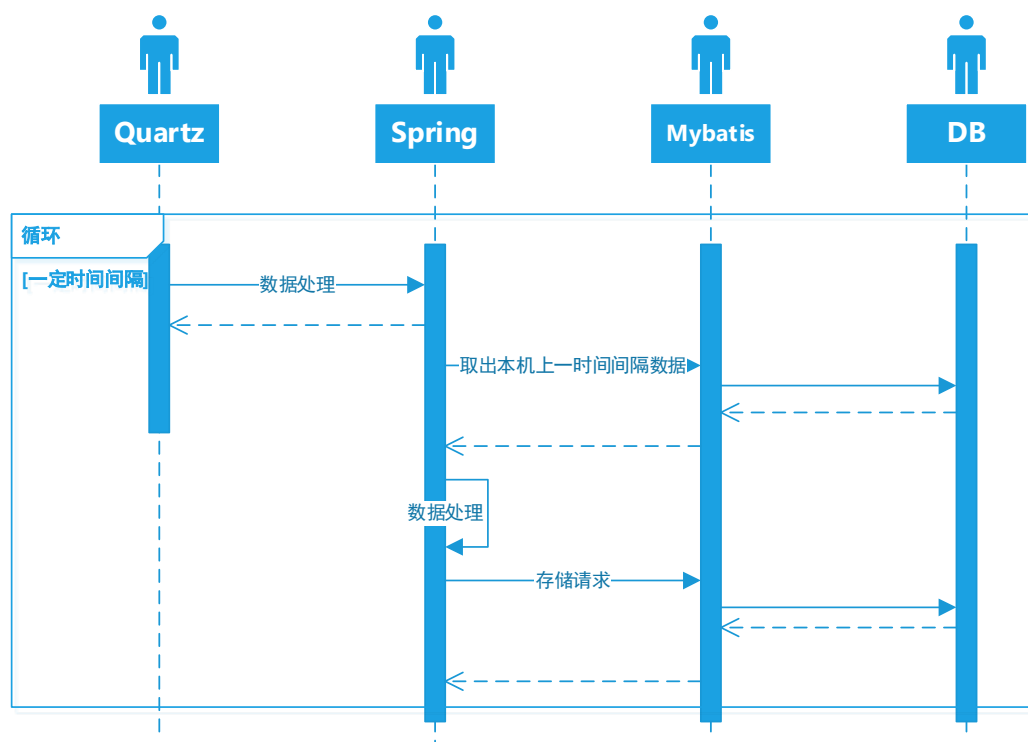 Quartz
Spring
Mybatis
DB
循环
[一定时间间隔]
数据处理
取出本机上一时间间隔数据
数据处理
存储请求